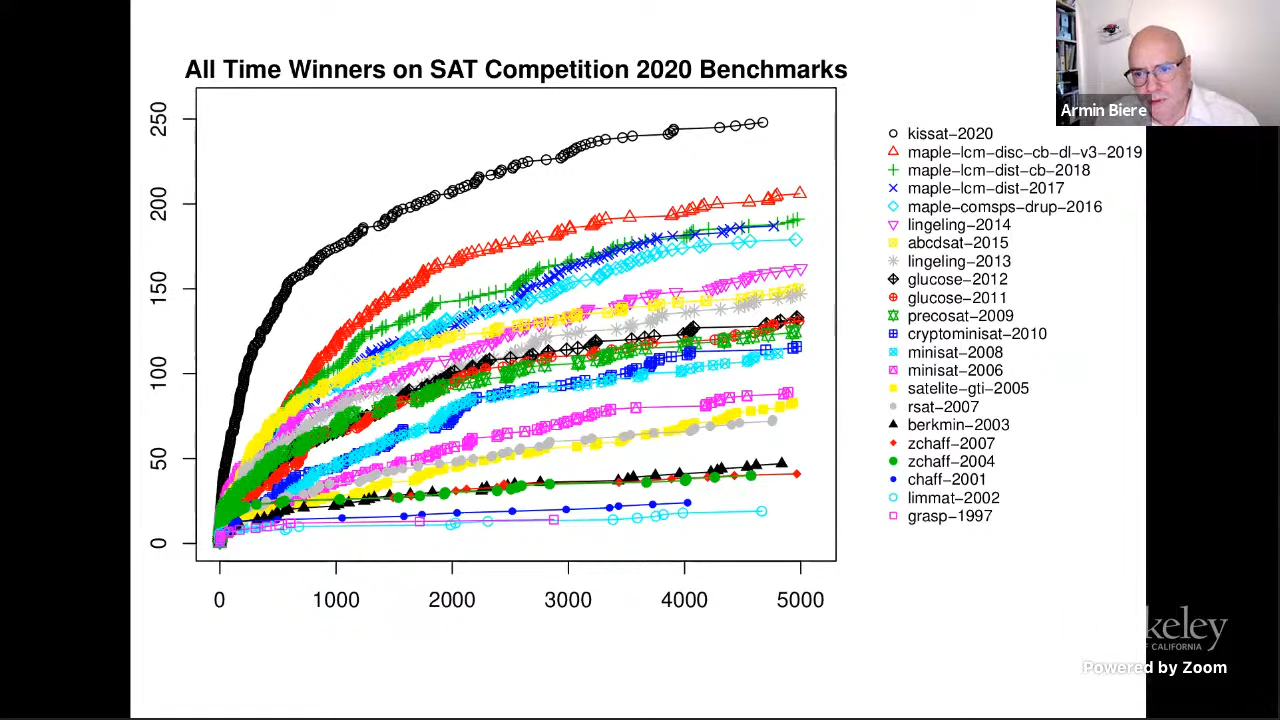 All Time Winners on SAT Competition 2020 Benchmarks
Armin Biere
250
200
150
100
50
0
0 1000 2000 3000 4000 5000
kissat−2020
maple−lcm−disc−cb−dl−v3−2019
maple−lcm−dist−cb−2018
maple−lcm−dist−2017
maple−comsps−drup−2016
lingeling−2014
abcdsat−2015
lingeling−2013
glucose−2012
glucose−2011
precosat−2009
cryptominisat−2010
minisat−2008
minisat−2006
satelite−gti−2005
rsat−2007
berkmin−2003
zchaff−2007
zchaff−2004
chaff−2001
limmat−2002
grasp−1997
keley
F CALIFORNIA
Powered by Zoom